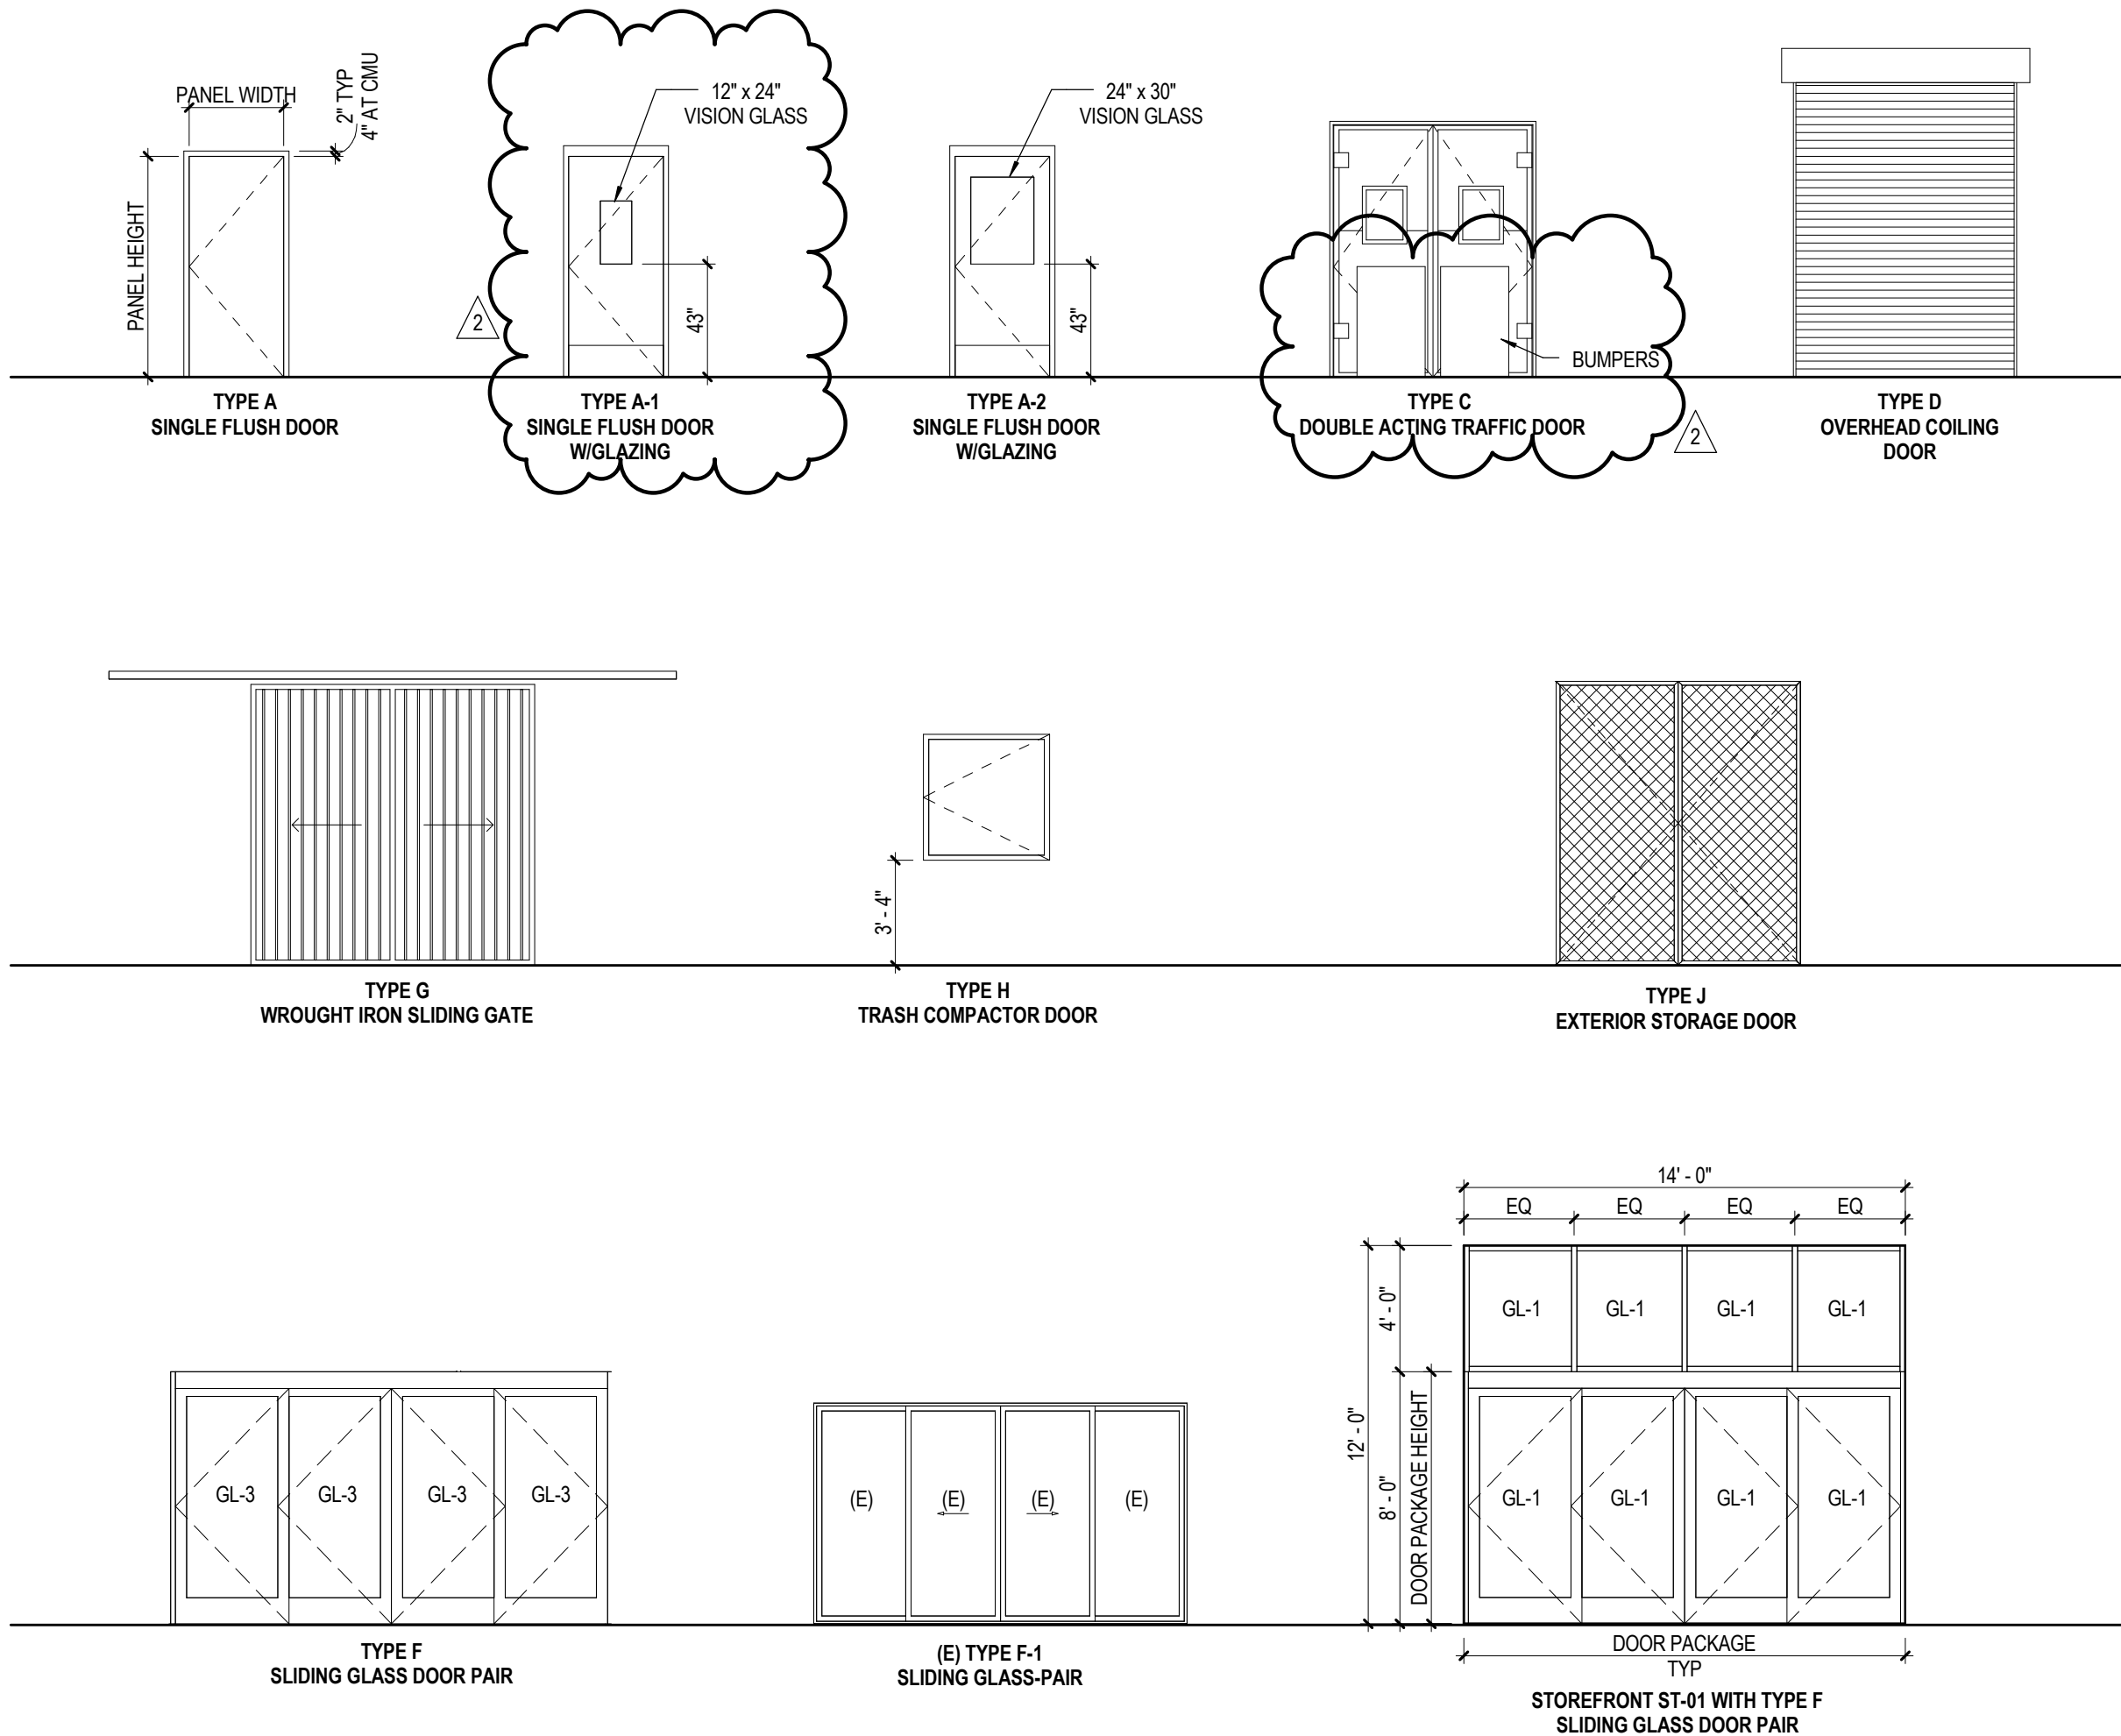 PANEL WIDTH
2" TYP
4" AT CMU
PANEL HEIGHT
12" x 24"
VISION GLASS
43"
2
24" x 30"
VISION GLASS
43"
BUMPERS
2
TYPE A
SINGLE FLUSH DOOR
TYPE A-1
SINGLE FLUSH DOOR
W/GLAZING
TYPE A-2
SINGLE FLUSH DOOR
W/GLAZING
TYPE C
DOUBLE ACTING TRAFFIC DOOR
TYPE D
OVERHEAD COILING
DOOR
3' - 4"
TYPE G
WROUGHT IRON SLIDING GATE
TYPE H
TRASH COMPACTOR DOOR
TYPE J
EXTERIOR STORAGE DOOR
GL-3
GL-3
GL-3
GL-3
TYPE F
SLIDING GLASS DOOR PAIR
(E)
(E)
(E)
(E)
(E) TYPE F-1
SLIDING GLASS-PAIR
14' - 0"
EQ
EQ
EQ
EQ
12' - 0"
4' - 0"
8' - 0"
DOOR PACKAGE HEIGHT
GL-1
GL-1
GL-1
GL-1
GL-1
GL-1
GL-1
GL-1
DOOR PACKAGE
TYP
STOREFRONT ST-01 WITH TYPE F
SLIDING GLASS DOOR PAIR